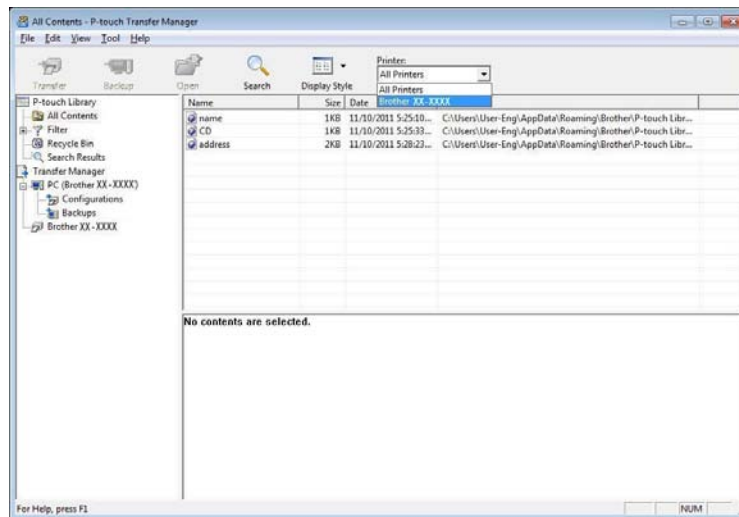 All Contents - P-touch Transfer Manager
File Edit View Tool Help
Transfer Backup Open Search Display Style
Printer:
All Printers
All Printers
Brother XX-XXXX
P-touch Library
All Contents
Filter
Recycle Bin
Search Results
Transfer Manager
PC (Brother XX-XXXX)
Configurations
Backups
Brother XX-XXXX
Name Size Date
name 1KB 11/10/2011 5:25:10... C:\Users\User-Eng\AppData\Roaming\Brother\P-touch Libr...
CD 1KB 11/10/2011 5:25:33... C:\Users\User-Eng\AppData\Roaming\Brother\P-touch Libr...
address 2KB 11/10/2011 5:28:23... C:\Users\User-Eng\AppData\Roaming\Brother\P-touch Libr...
No contents are selected.
For Help, press F1
NUM